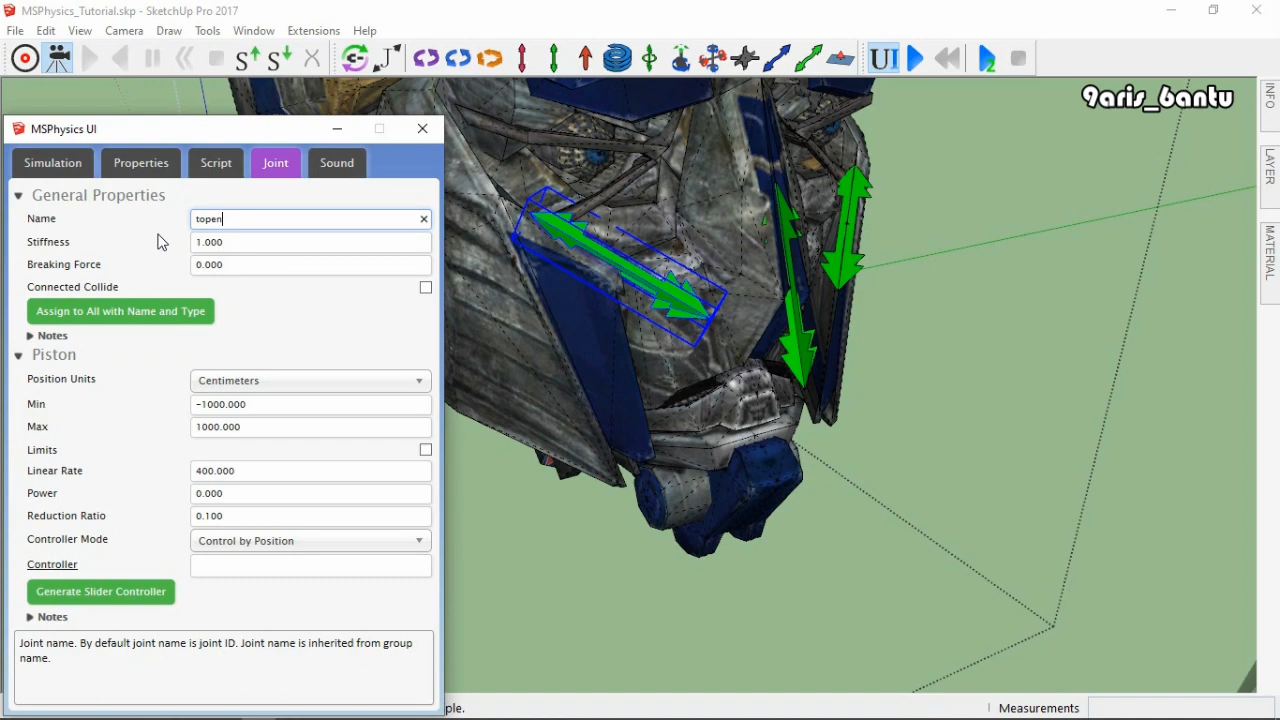 MSPhysics_Tutorial.skp - SketchUp Pro 2017
File Edit View Camera Draw Tools Window Extensions Help
UI
2
9aris_6antu
MSPhysics UI
Simulation Properties Script Joint Sound
General Properties
Name topen
Stiffness 1.000
Breaking Force 0.000
Connected Collide
Assign to All with Name and Type
Notes
Piston
Position Units Centimeters
Min -1000.000
Max 1000.000
Limits
Linear Rate 400.000
Power 0.000
Reduction Ratio 0.100
Controller Mode Control by Position
Controller
Generate Slider Controller
Notes
Joint name. By default joint name is joint ID. Joint name is inherited from group
name.
INFO
LAYER
MATERIAL
ple.
Measurements